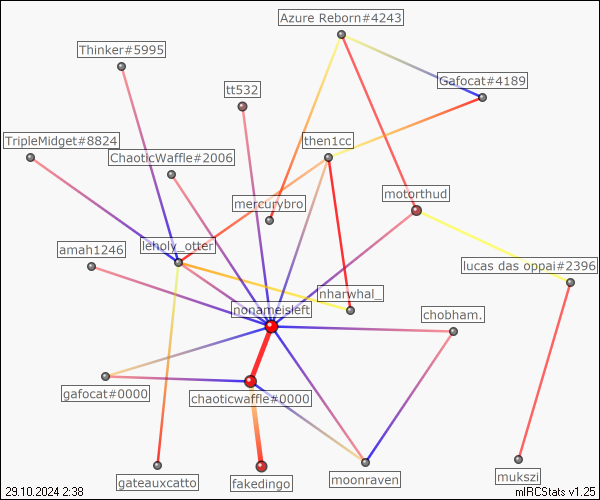 Azure Reborn#4243
Thinker#5995
Gafocat#4189
tt532
TripleMidget#8824
then1cc
ChaoticWaffle#2006
motorthud
mercurybro
leholy_otter
amah1246
lucas das oppai#2396
nharwhal_
nonameisleft
chobham.
gafocat#0000
chaoticwaffle#0000
mukszi
moonraven
gateauxcatto
fakedingo
29.10.2024 2:38
mIRCStats v1.25